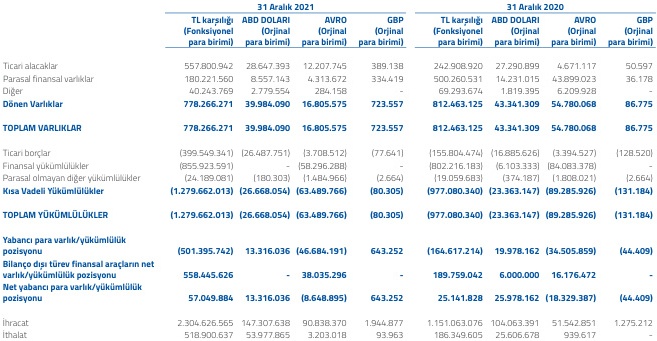 31 Aralık 2021 31 Aralık 2020
TL karşılığı ABD DOLARI AVRO GBP TL karşılığı ABD DOLARI AVRO GBP
(Fonksiyonel (Orjinal (Orjinal (Orjinal (Fonksiyonel (Orjinal (Orjinal (Orjinal
para birimi) para birimi) para birimi) para birimi) para birimi) para birimi) para birimi) para birimi)
Ticari alacaklar 557.800.942 28.647.393 12.207.745 389.138 242.908.920 27.290.899 4.671.117 50.597
Parasal finansal varlıklar 180.221.560 8.557.143 4.313.672 334.419 500.260.531 14.231.015 43.899.023 36.178
Diğer 40.243.769 2.779.554 284.158 - 69.293.674 1.819.395 6.209.928 -
Dönen Varlıklar 778.266.271 39.984.090 16.805.575 723.557 812.463.125 43.341.309 54.780.068 86.775
TOPLAM VARLIKLAR 778.266.271 39.984.090 16.805.575 723.557 812.463.125 43.341.309 54.780.068 86.775
Ticari borçlar (399.549.341) (26.487.751) (3.708.512) (77.641) (155.804.474) (16.885.626) (3.394.527) (128.520)
Finansal yükümlülükler (855.923.591) - (58.296.288) - (802.216.183) (6.103.333) (84.083.378) -
Parasal olmayan diğer yükümlülükler (24.189.081) (180.303) (1.484.966) (2.664) (19.059.683) (374.187) (1.808.021) (2.664)
Kısa Vadeli Yükümlülükler (1.279.662.013) (26.668.054) (63.489.766) (80.305) (977.080.340) (23.363.147) (89.285.926) (131.184)
TOPLAM YÜKÜMLÜLÜKLER (1.279.662.013) (26.668.054) (63.489.766) (80.305) (977.080.340) (23.363.147) (89.285.926) (131.184)
Yabancı para varlık/yükümlülük
pozisyonu (501.395.742) 13.316.036 (46.684.191) 643.252 (164.617.214) 19.978.162 (34.505.859) (44.409)
Bilanço dışı türev finansal araçların net
varlık/yükümlülük pozisyonu 558.445.626 - 38.035.296 - 189.759.042 6.000.000 16.176.472 -
Net yabancı para varlık/yükümlülük
pozisyonu 57.049.884 13.316.036 (8.648.895) 643.252 25.141.828 25.978.162 (18.329.387) (44.409)
İhracat 2.304.626.565 147.307.638 90.838.370 1.944.877 1.151.063.076 104.063.391 51.542.851 1.275.212
İthalat 518.900.637 53.977.865 3.203.018 93.963 186.349.605 25.606.678 939.617 -